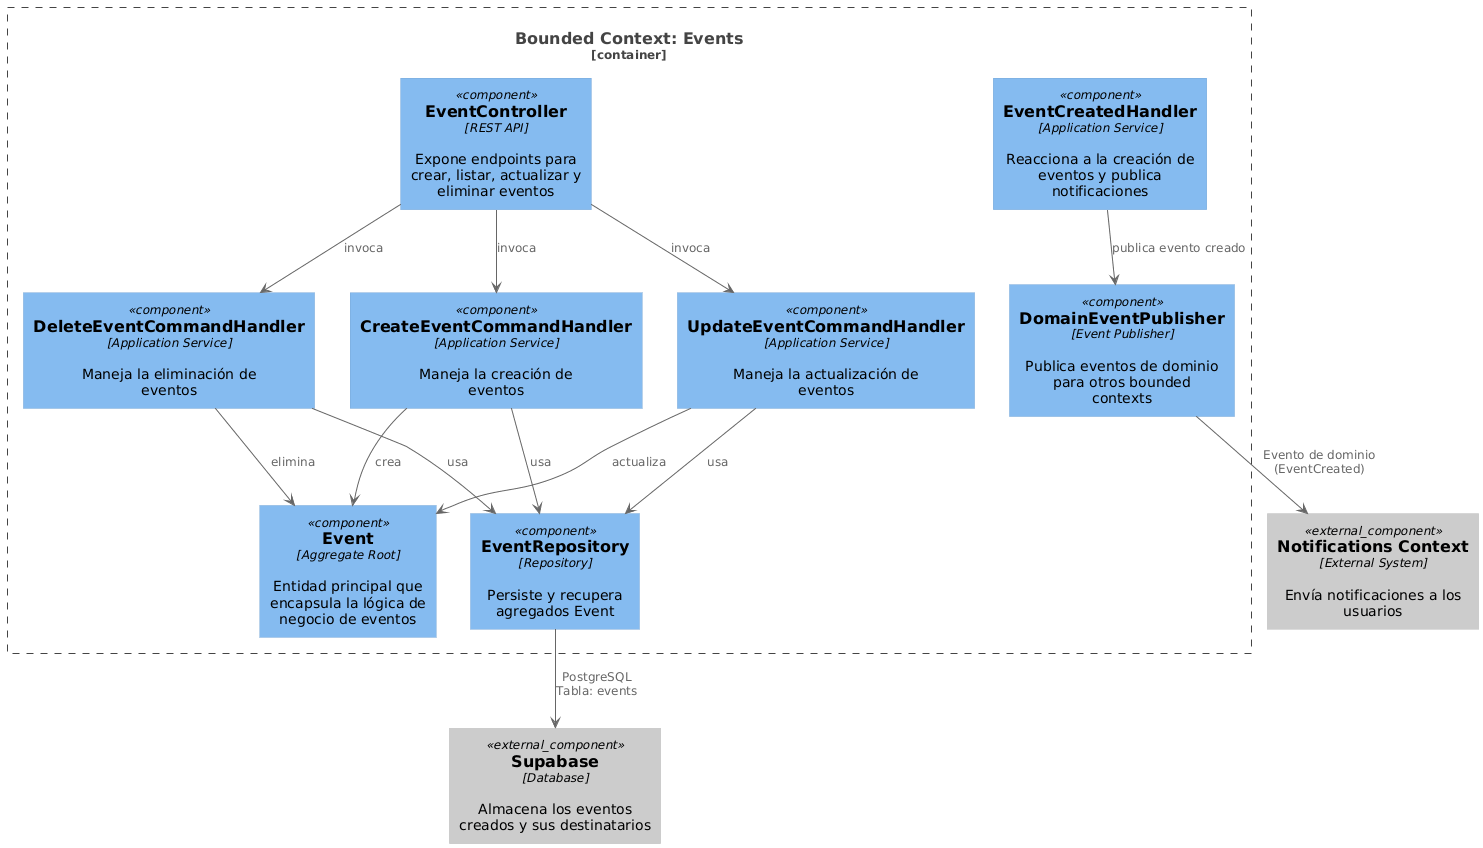 Bounded Context: Events
[container]
«component»
EventController
[REST API]
Expone endpoints para
crear, listar, actualizar y
eliminar eventos
«component»
EventCreatedHandler
[Application Service]
Reacciona a la creación de
eventos y publica
notificaciones
invoca
invoca
invoca
publica evento creado
«component»
DeleteEventCommandHandler
[Application Service]
Maneja la eliminación de
eventos
«component»
CreateEventCommandHandler
[Application Service]
Maneja la creación de
eventos
«component»
UpdateEventCommandHandler
[Application Service]
Maneja la actualización de
eventos
«component»
DomainEventPublisher
[Event Publisher]
Publica eventos de dominio
para otros bounded
contexts
elimina
crea
usa
usa
actualiza
usa
Evento de dominio
(EventCreated)
«component»
Event
[Aggregate Root]
Entidad principal que
encapsula la lógica de
negocio de eventos
«component»
EventRepository
[Repository]
Persiste y recupera
agregados Event
«external_component»
Notifications Context
[External System]
Envía notificaciones a los
usuarios
PostgreSQL
Tabla: events
«external_component»
Supabase
[Database]
Almacena los eventos
creados y sus destinatarios